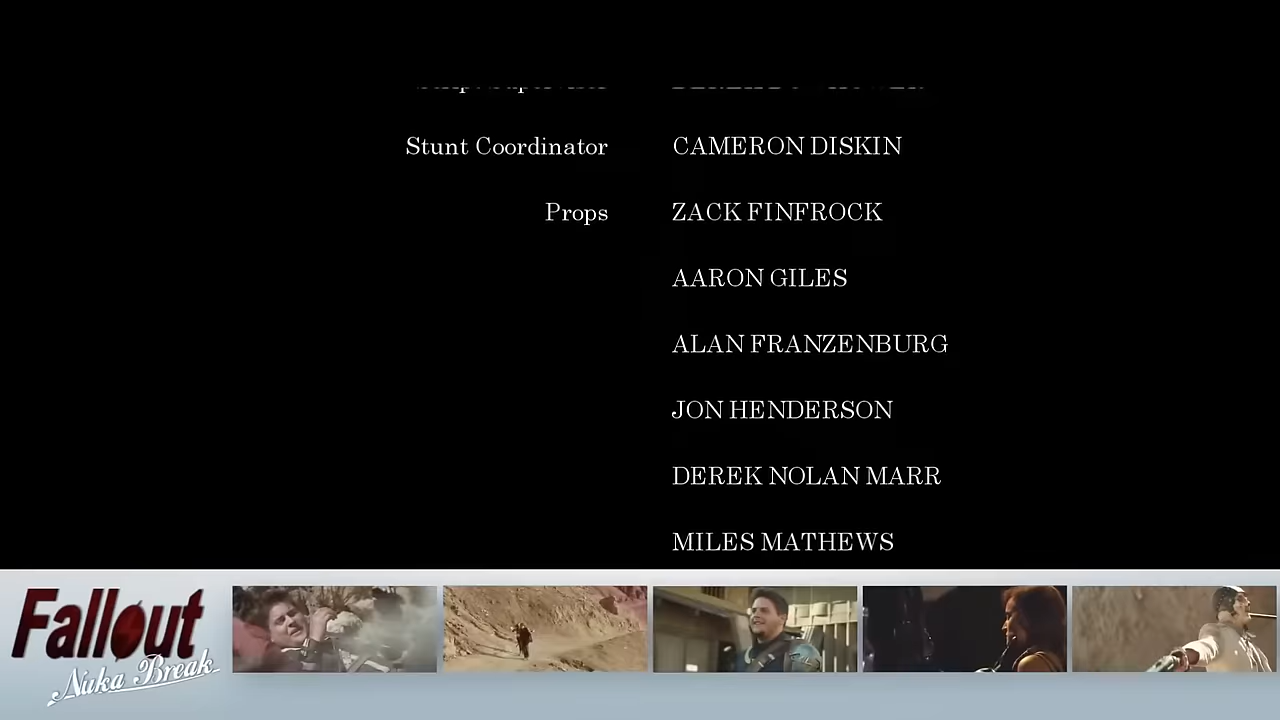 Stunt Coordinator CAMERON DISKIN
Props ZACK FINFROCK
AARON GILES
ALAN FRANZENBURG
JON HENDERSON
DEREK NOLAN MARR
MILES MATHEWS
Fallout
Nuka Break